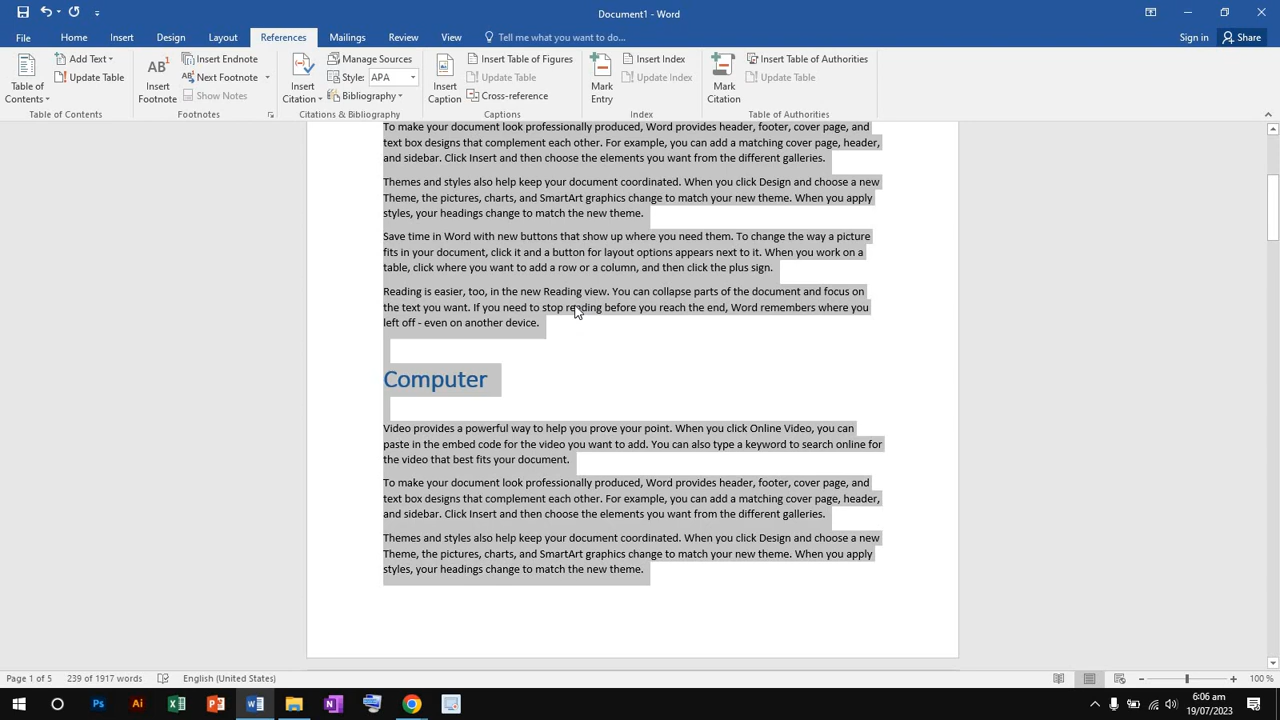 Document1 - Word
File Home Insert Design Layout References Mailings Review View Tell me what you want to do... Sign in Share
Table of Contents
Add Text
Update Table
Table of Contents
AB1
Insert Footnote
Insert Endnote
Next Footnote
Show Notes
Footnotes
Insert Citation
Manage Sources
Style: APA
Bibliography
Citations & Bibliography
Insert Caption
Insert Table of Figures
Update Table
Cross-reference
Captions
Mark Entry
Insert Index
Update Index
Index
Mark Citation
Insert Table of Authorities
Update Table
Table of Authorities
To make your document look professionally produced, Word provides header, footer, cover page, and
text box designs that complement each other. For example, you can add a matching cover page, header,
and sidebar. Click Insert and then choose the elements you want from the different galleries.
Themes and styles also help keep your document coordinated. When you click Design and choose a new
Theme, the pictures, charts, and SmartArt graphics change to match your new theme. When you apply
styles, your headings change to match the new theme.
Save time in Word with new buttons that show up where you need them. To change the way a picture
fits in your document, click it and a button for layout options appears next to it. When you work on a
table, click where you want to add a row or a column, and then click the plus sign.
Reading is easier, too, in the new Reading view. You can collapse parts of the document and focus on
the text you want. If you need to stop reading before you reach the end, Word remembers where you
left off - even on another device.
Computer
Video provides a powerful way to help you prove your point. When you click Online Video, you can
paste in the embed code for the video you want to add. You can also type a keyword to search online for
the video that best fits your document.
To make your document look professionally produced, Word provides header, footer, cover page, and
text box designs that complement each other. For example, you can add a matching cover page, header,
and sidebar. Click Insert and then choose the elements you want from the different galleries.
Themes and styles also help keep your document coordinated. When you click Design and choose a new
Theme, the pictures, charts, and SmartArt graphics change to match your new theme. When you apply
styles, your headings change to match the new theme.
Page 1 of 5 239 of 1917 words English (United States) 100 %
Ps Ai
6:06 am
19/07/2023